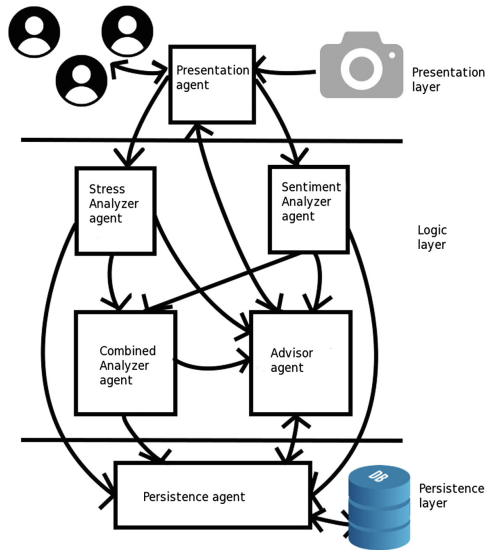 Presentation
agent
Presentation
layer
Stress
Analyzer
agent
Sentiment
Analyzer
agent
Logic
layer
Combined
Analyzer
agent
Advisor
agent
Persistence agent
DB
Persistence
layer